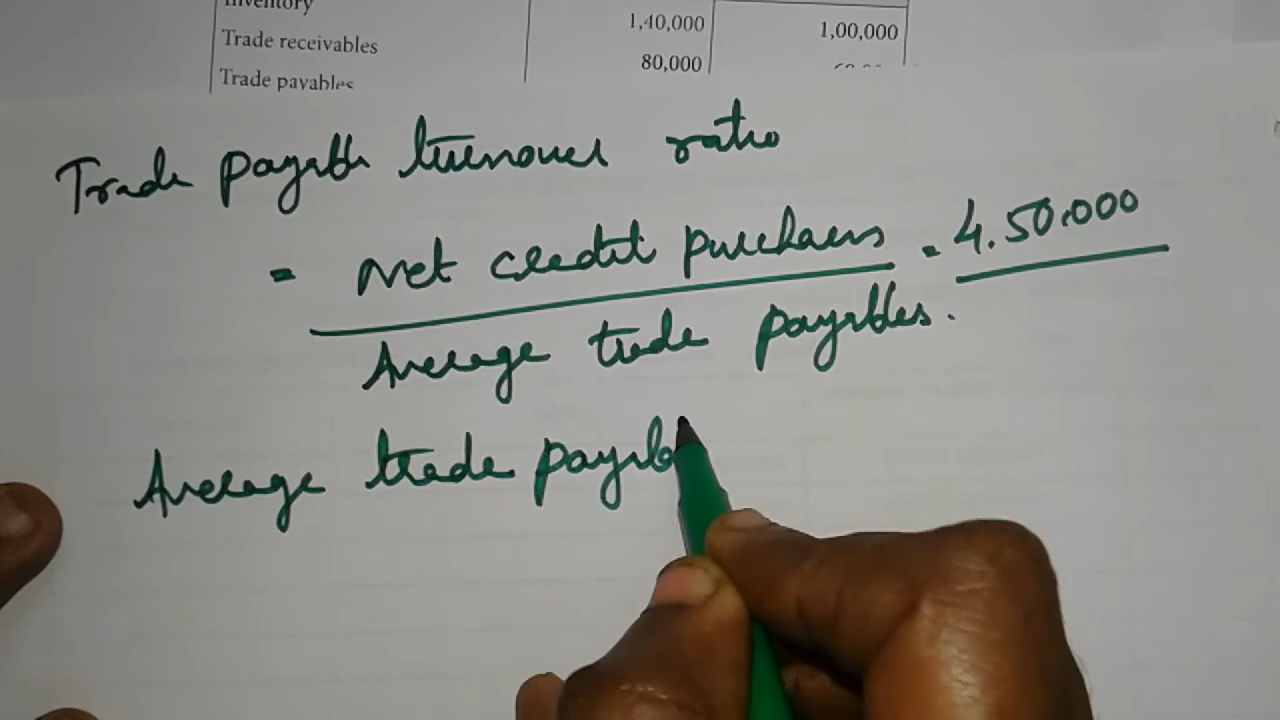 Inventory 1,40,000 1,00,000
Trade receivables 80,000
Trade payables
Trade payable turnover ratio
= Net credit purchases = 4.50.000
Average trade payables.
Average trade payab